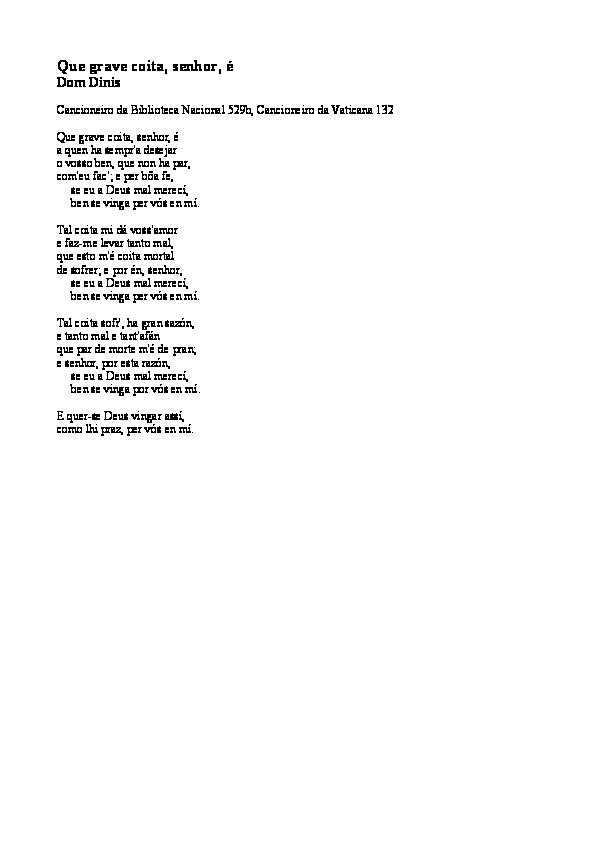 Que grave coita, senhor, é
Dom Dinis
Cancioneiro da Biblioteca Nacional 529b, Cancioneiro da Vaticana 132
Que grave coita, senhor, é
a quen ha sempr'a desejar
o vosso ben, que non ha par,
com'eu fac'; e per bõa fe,
se eu a Deus mal merecí,
ben se vinga per vós en mí.
Tal coita mi dá voss'amor
e faz-me levar tanto mal,
que esto m'é coita mortal
de sofrer; e por én, senhor,
se eu a Deus mal merecí,
ben se vinga per vós en mí.
Tal coita sofr', ha gran sazón,
e tanto mal e tant'afán
que par de morte m'é de pran;
e senhor, por esta razón,
se eu a Deus mal merecí,
ben se vinga por vós en mí.
E quer-se Deus vingar assí,
como lhi praz, per vós en mí.